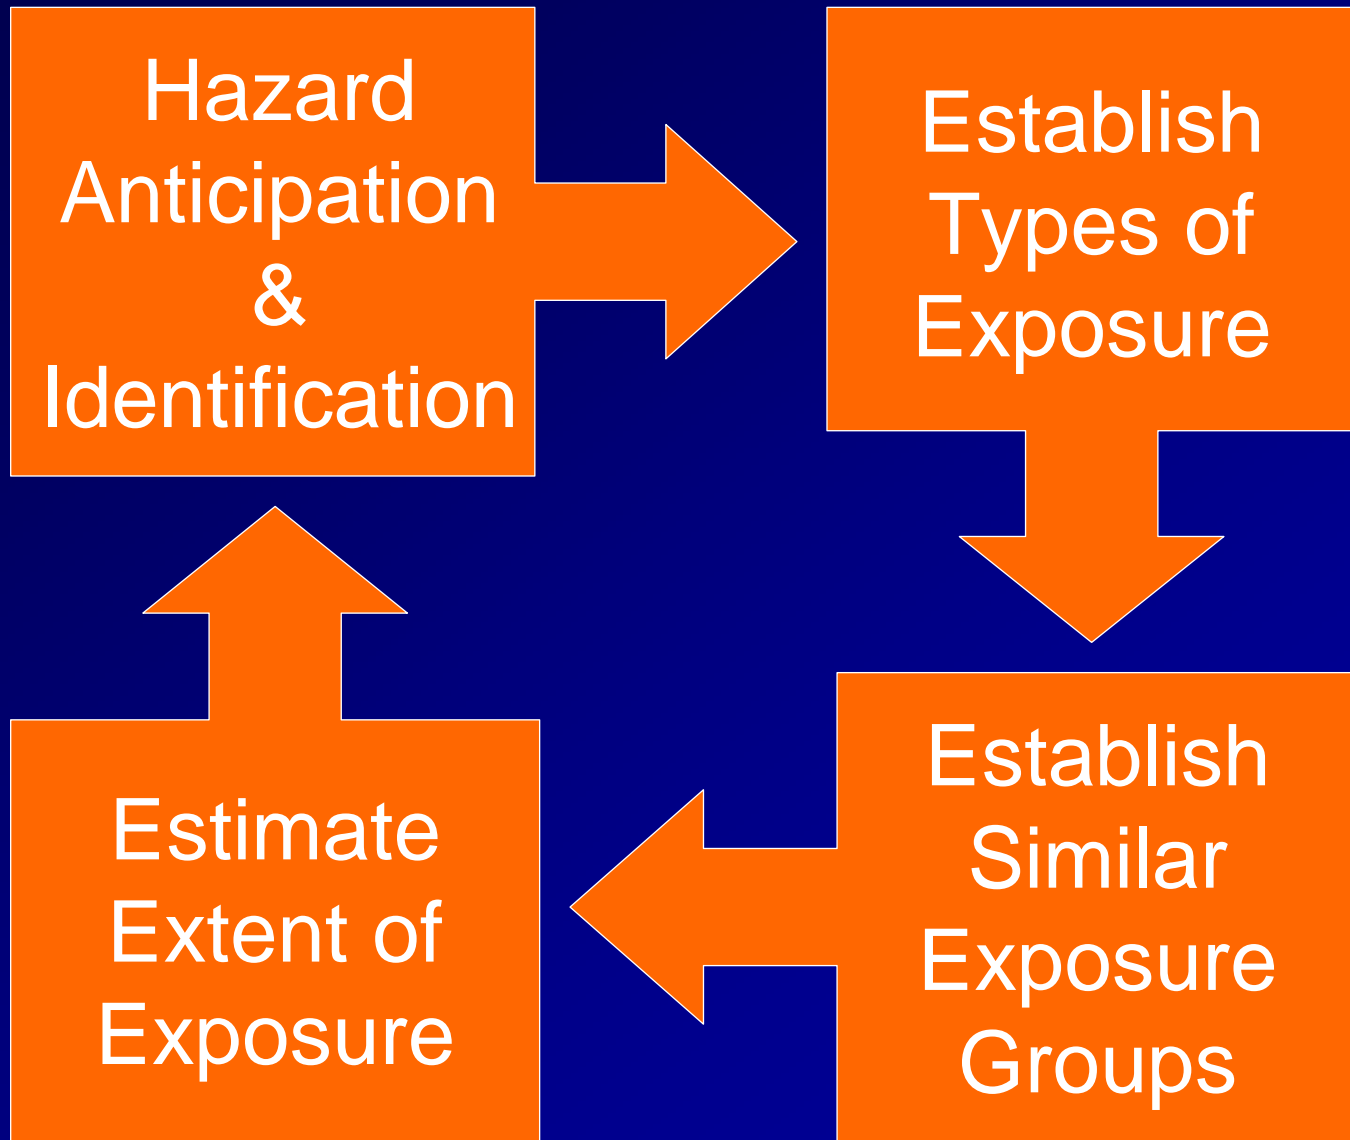 Hazard
Anticipation
&
Identification
Establish
Types of
Exposure
Establish
Similar
Exposure
Groups
Estimate
Extent of
Exposure